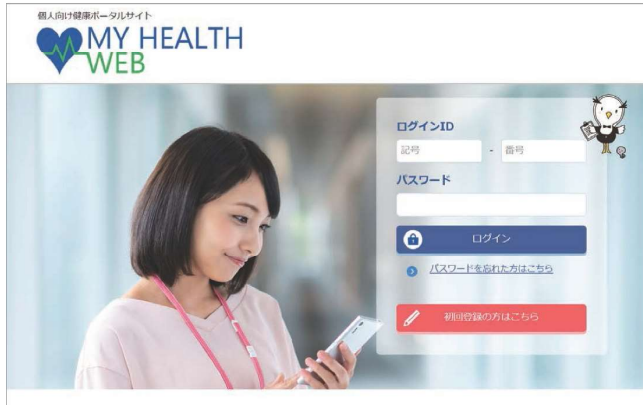 個人向け健康ポータルサイト
MY HEALTH
WEB
ログインID
記号 - 番号
パスワード
ログイン
パスワードを忘れた方はこちら
初回登録の方はこちら